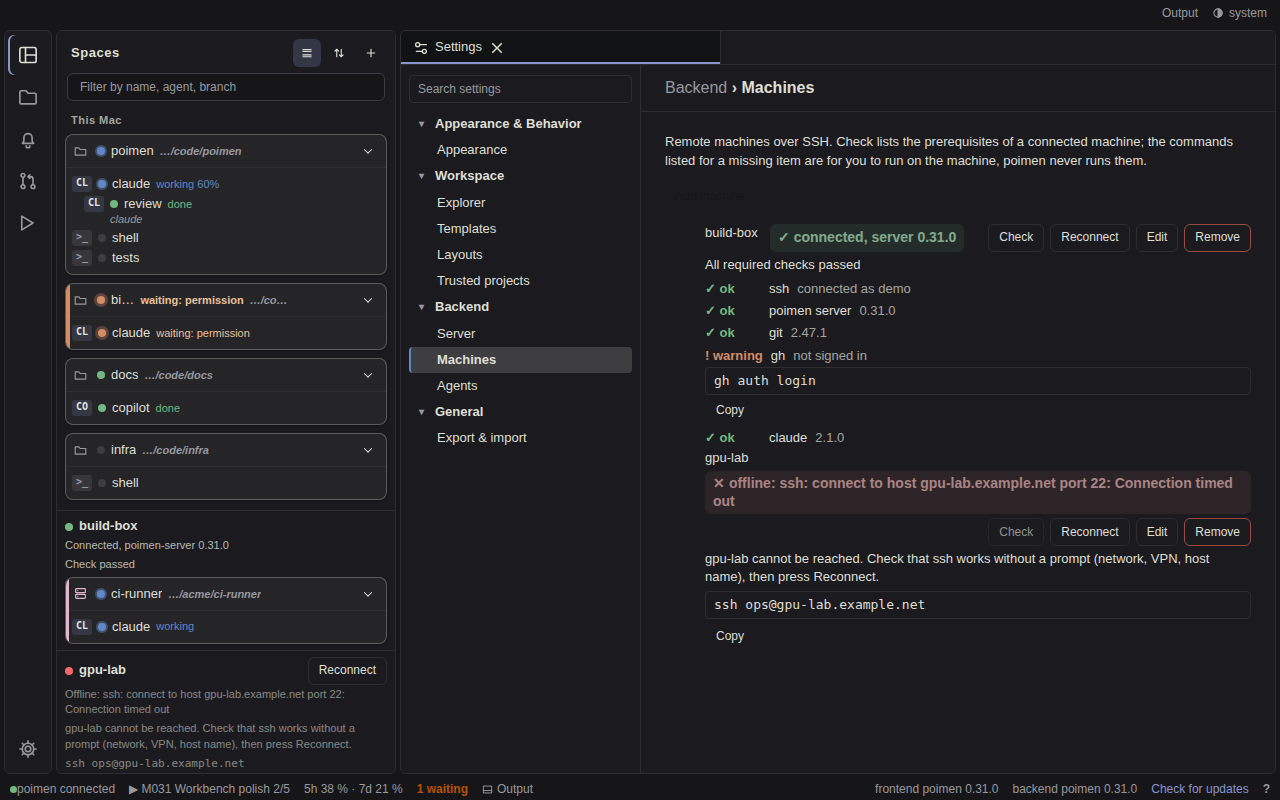 Output system
Spaces
Filter by name, agent, branch
This Mac
poimen …/code/poimen
CL claude working 60%
CL review done
claude
>_ shell
>_ tests
bi… waiting: permission …/co…
CL claude waiting: permission
docs …/code/docs
CO copilot done
infra …/code/infra
>_ shell
build-box
Connected, poimen-server 0.31.0
Check passed
ci-runner …/acme/ci-runner
CL claude working
gpu-lab Reconnect
Offline: ssh: connect to host gpu-lab.example.net port 22:
Connection timed out
gpu-lab cannot be reached. Check that ssh works without a
prompt (network, VPN, host name), then press Reconnect.
ssh ops@gpu-lab.example.net
Settings
Search settings
Appearance & Behavior
Appearance
Workspace
Explorer
Templates
Layouts
Trusted projects
Backend
Server
Machines
Agents
General
Export & import
Backend › Machines
Remote machines over SSH. Check lists the prerequisites of a connected machine; the commands
listed for a missing item are for you to run on the machine, poimen never runs them.
build-box ✓ connected, server 0.31.0 Check Reconnect Edit Remove
All required checks passed
✓ ok ssh connected as demo
✓ ok poimen server 0.31.0
✓ ok git 2.47.1
! warning gh not signed in
gh auth login
Copy
✓ ok claude 2.1.0
gpu-lab
✕ offline: ssh: connect to host gpu-lab.example.net port 22: Connection timed
out
Check Reconnect Edit Remove
gpu-lab cannot be reached. Check that ssh works without a prompt (network, VPN, host
name), then press Reconnect.
ssh ops@gpu-lab.example.net
Copy
poimen connected ▶ M031 Workbench polish 2/5 5h 38 % · 7d 21 % 1 waiting Output frontend poimen 0.31.0 backend poimen 0.31.0 Check for updates ?